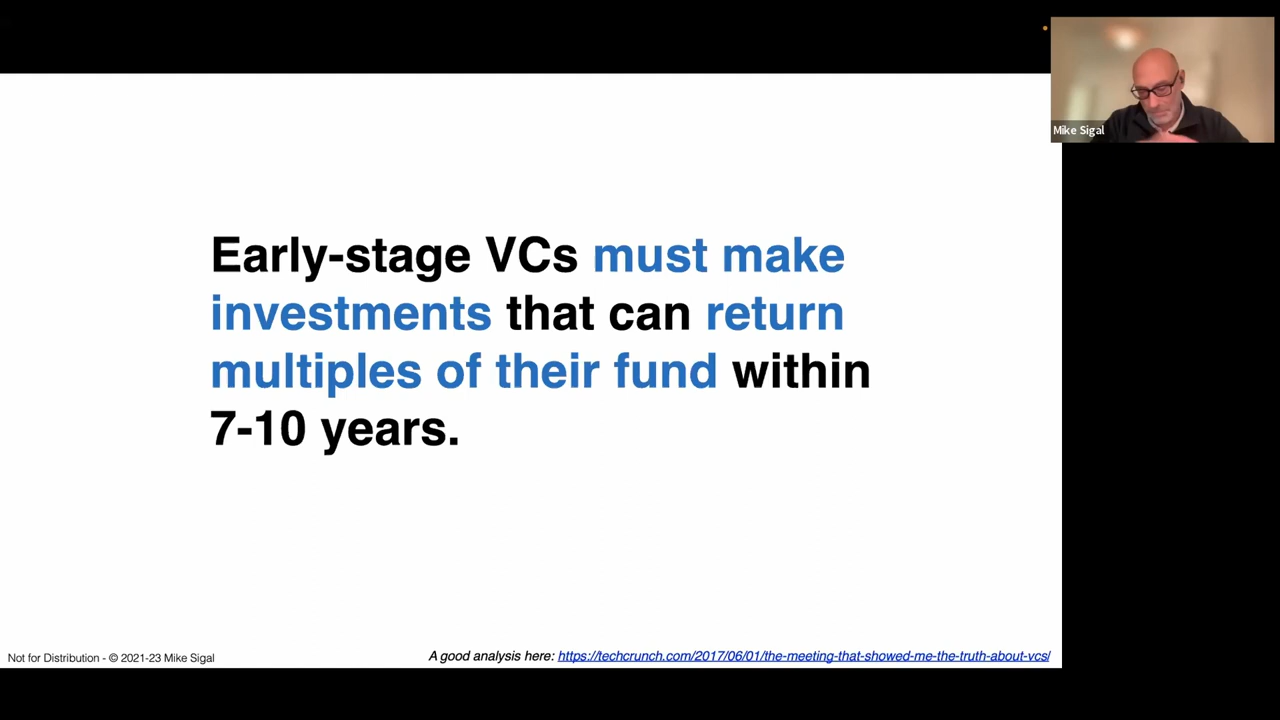 Mike Sigal
Early-stage VCs must make
investments that can return
multiples of their fund within
7-10 years.
Not for Distribution - © 2021-23 Mike Sigal
A good analysis here: https://techcrunch.com/2017/06/01/the-meeting-that-showed-me-the-truth-about-vcs/